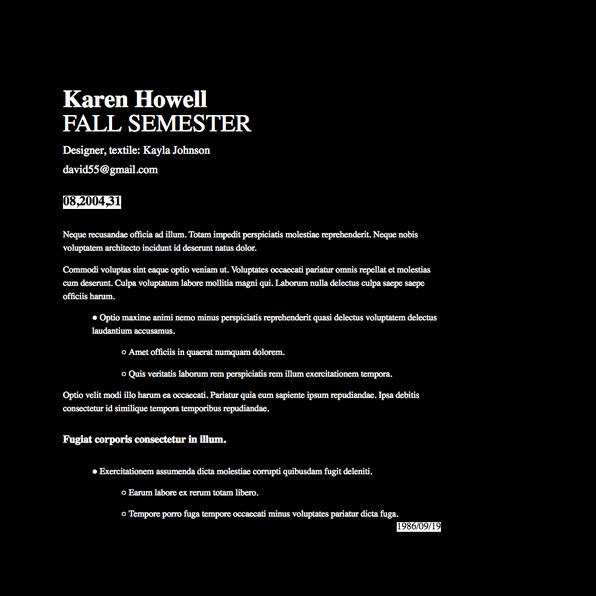 Karen Howell
FALL SEMESTER
Designer, textile: Kayla Johnson
david55@gmail.com
08,2004,31
Neque recusandae officia ad illum. Totam impedit perspiciatis molestiae reprehenderit. Neque nobis
voluptatem architecto incidunt id deserunt natus dolor.
Commodi voluptas sint eaque optio veniam ut. Voluptates occaecati pariatur omnis repellat et molestias
cum deserunt. Culpa voluptatum labore mollitia magni qui. Laborum nulla delectus culpa saepe saepe
officiis harum.
● Optio maxime animi nemo minus perspiciatis reprehenderit quasi delectus voluptatem delectus
laudantium accusamus.
○ Amet officiis in quaerat numquam dolorem.
○ Quis veritatis laborum rem perspiciatis rem illum exercitationem tempora.
Optio velit modi illo harum ea occaecati. Pariatur quia eum sapiente ipsum repudiandae. Ipsa debitis
consectetur id similique tempora temporibus repudiandae.
Fugiat corporis consectetur in illum.
● Exercitationem assumenda dicta molestiae corrupti quibusdam fugit deleniti.
○ Earum labore ex rerum totam libero.
○ Tempore porro fuga tempore occaecati minus voluptates pariatur dicta fuga.
1986/09/19